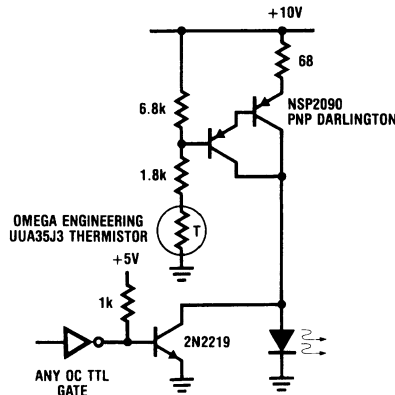 +10V
68
6.8k
NSP2090
PNP DARLINGTON
1.8k
OMEGA ENGINEERING
UUA35J3 THERMISTOR
T
+5V
1k
2N2219
ANY OC TTL
GATE